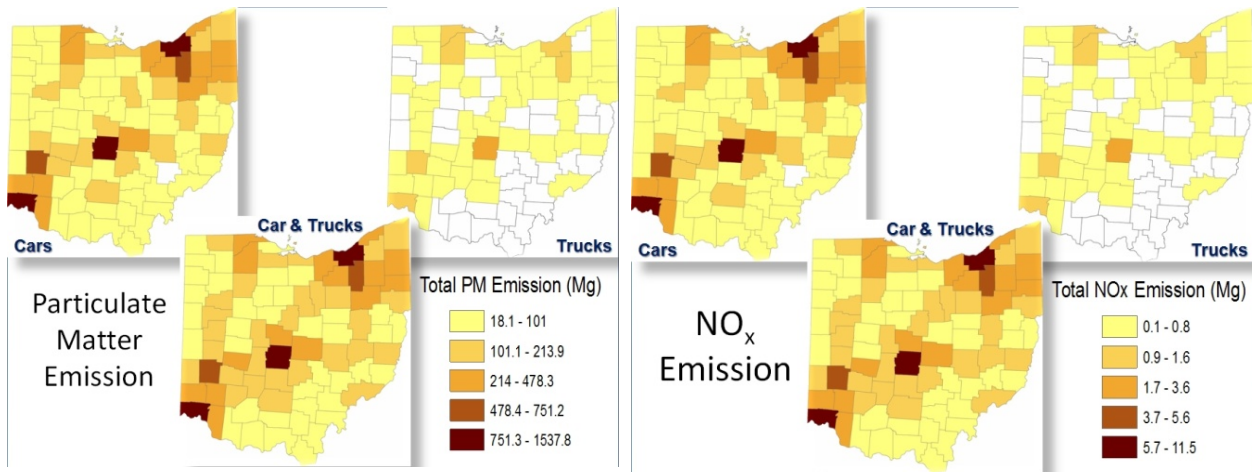 Cars
Car & Trucks
Trucks
Particulate
Matter
Emission
Total PM Emission (Mg)
18.1 - 101
101.1 - 213.9
214 - 478.3
478.4 - 751.2
751.3 - 1537.8
Cars
Car & Trucks
Trucks
NOx
Emission
Total NOx Emission (Mg)
0.1 - 0.8
0.9 - 1.6
1.7 - 3.6
3.7 - 5.6
5.7 - 11.5